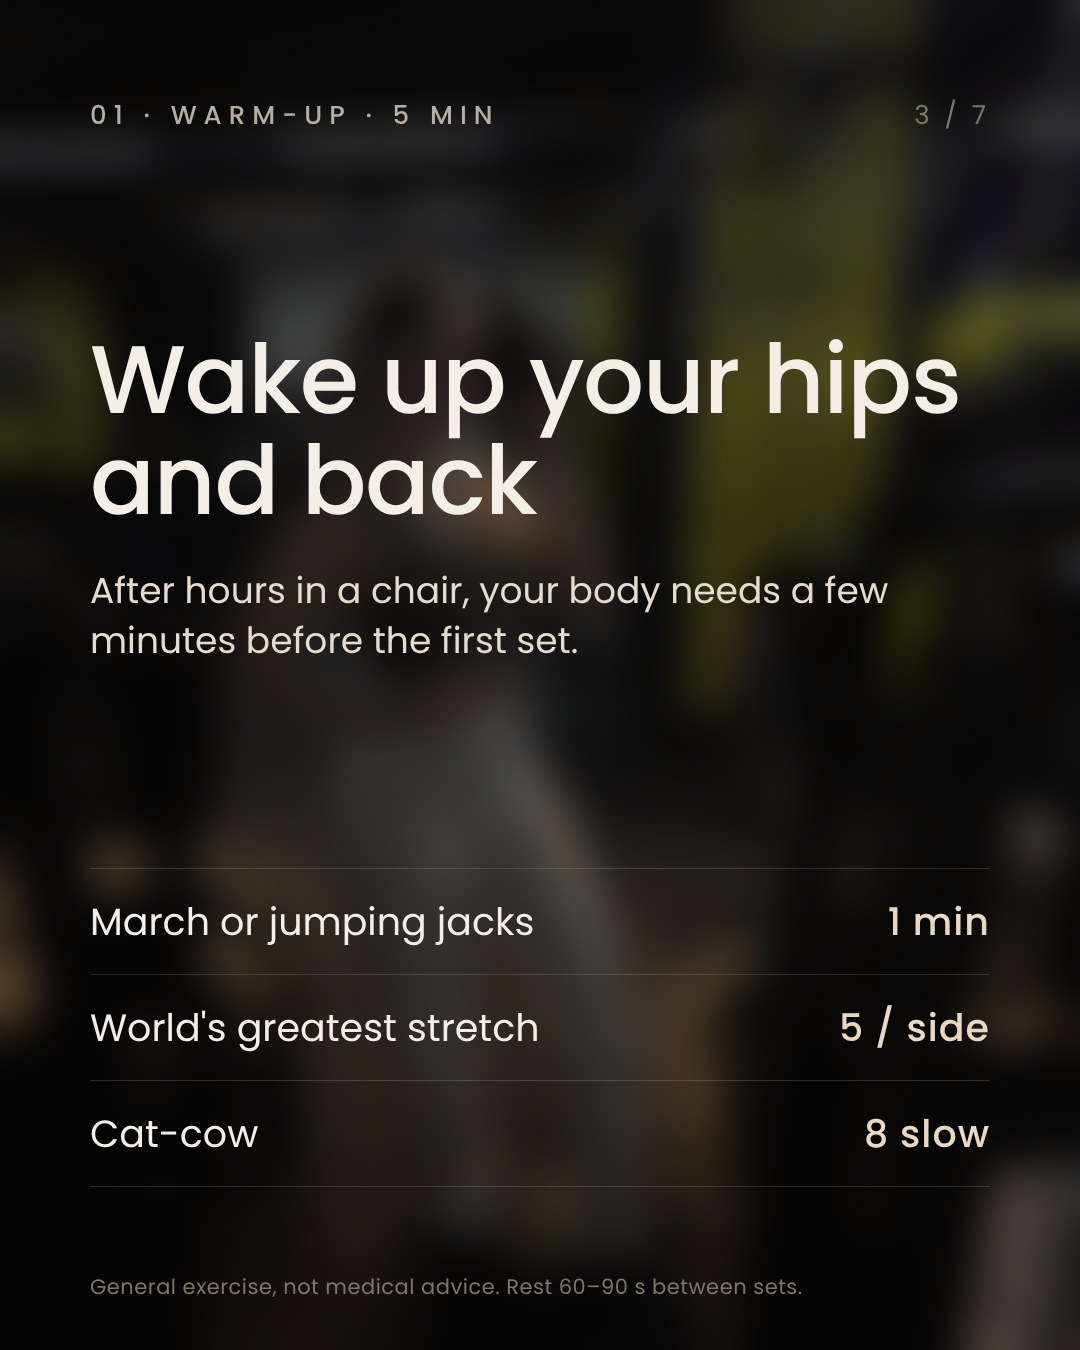 01 · WARM-UP · 5 MIN
3 / 7
Wake up your hips
and back
After hours in a chair, your body needs a few
minutes before the first set.
March or jumping jacks
1 min
World's greatest stretch
5 / side
Cat-cow
8 slow
General exercise, not medical advice. Rest 60–90 s between sets.